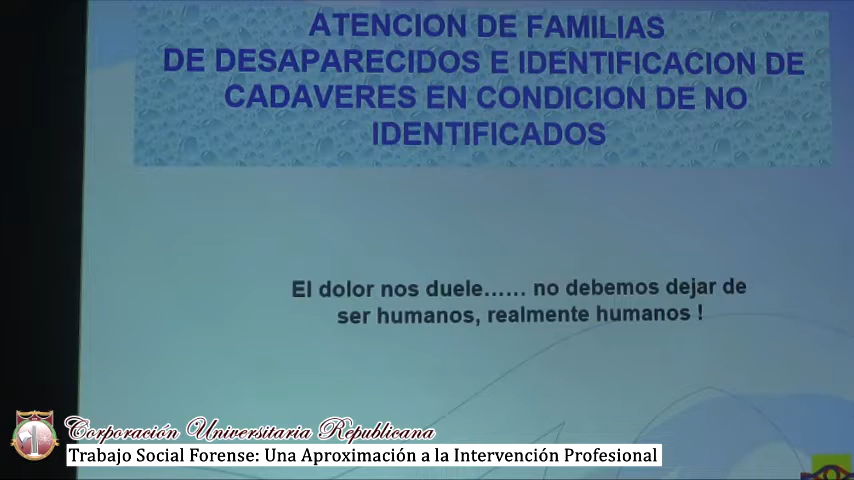 ATENCION DE FAMILIAS
DE DESAPARECIDOS E IDENTIFICACION DE
CADAVERES EN CONDICION DE NO
IDENTIFICADOS
El dolor nos duele...... no debemos dejar de
ser humanos, realmente humanos !
Corporación Universitaria Republicana
Trabajo Social Forense: Una Aproximación a la Intervención Profesional